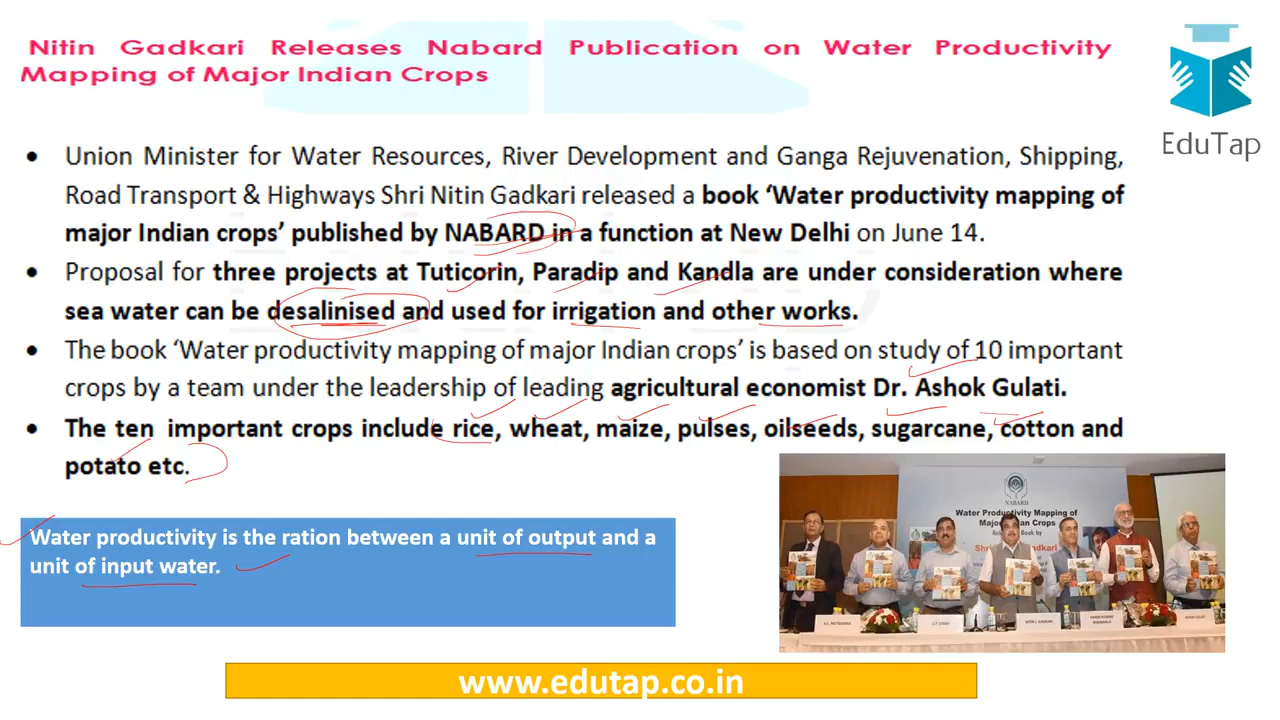 Nitin Gadkari Releases Nabard Publication on Water Productivity
Mapping of Major Indian Crops
EduTap
• Union Minister for Water Resources, River Development and Ganga Rejuvenation, Shipping,
Road Transport & Highways Shri Nitin Gadkari released a book ‘Water productivity mapping of
major Indian crops’ published by NABARD in a function at New Delhi on June 14.
• Proposal for three projects at Tuticorin, Paradip and Kandla are under consideration where
sea water can be desalinised and used for irrigation and other works.
• The book ‘Water productivity mapping of major Indian crops’ is based on study of 10 important
crops by a team under the leadership of leading agricultural economist Dr. Ashok Gulati.
• The ten important crops include rice, wheat, maize, pulses, oilseeds, sugarcane, cotton and
potato etc.
Water productivity is the ration between a unit of output and a
unit of input water.
NABARD
Water Productivity Mapping of
Major Indian Crops
www.edutap.co.in